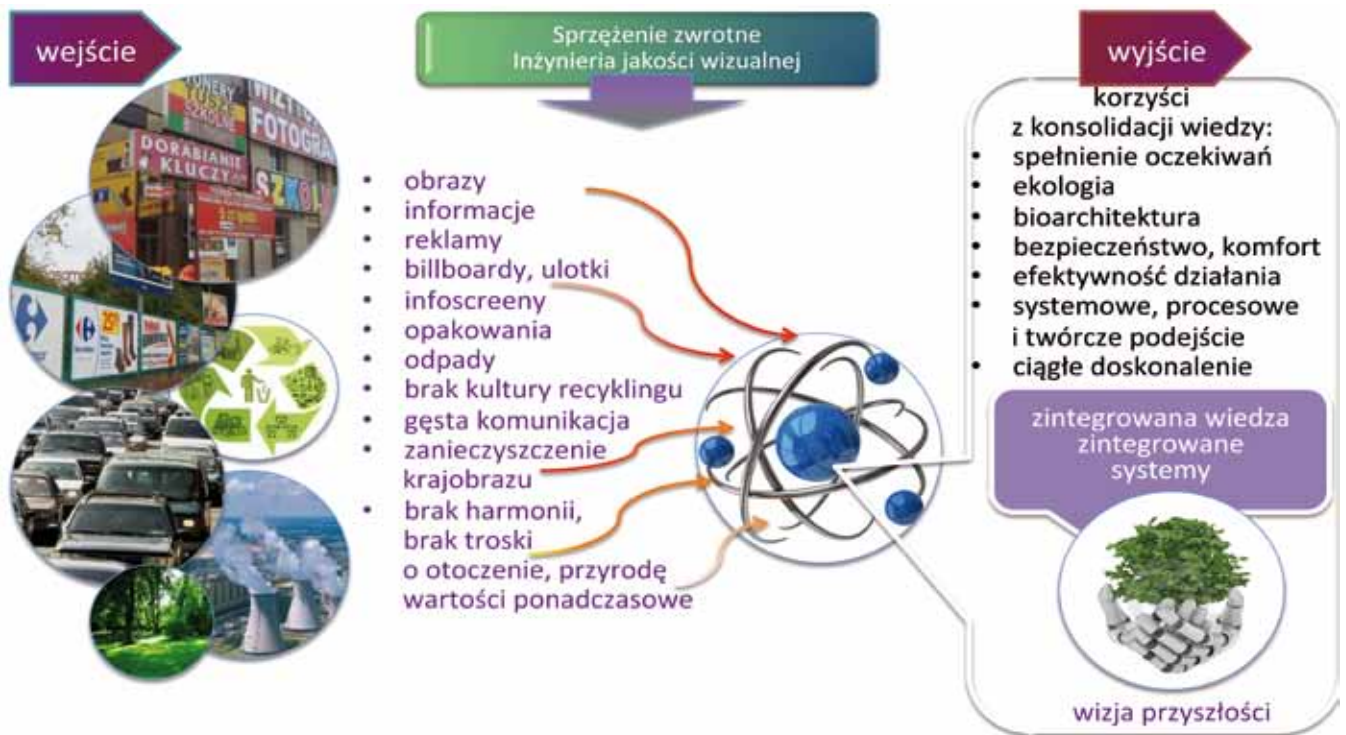 wejście
Sprzężenie zwrotne
Inżynieria jakości wizualnej
wyjście
TONERY
TUSZE
SZKOLNE
FOTOGRA
DORABIANIE
KLUCZY
SZKOŁY
• obrazy
• informacje
• reklamy
• billboardy, ulotki
• infoscreeny
• opakowania
• odpady
• brak kultury recyklingu
• gęsta komunikacja
• zanieczyszczenie
krajobrazu
• brak harmonii,
brak troski
o otoczenie, przyrodę
wartości ponadczasowe
korzyści
z konsolidacji wiedzy:
• spełnienie oczekiwań
• ekologia
• bioarchitektura
• bezpieczeństwo, komfort
• efektywność działania
• systemowe, procesowe
i twórcze podejście
• ciągłe doskonalenie
zintegrowana wiedza
zintegrowane
systemy
wizja przyszłości